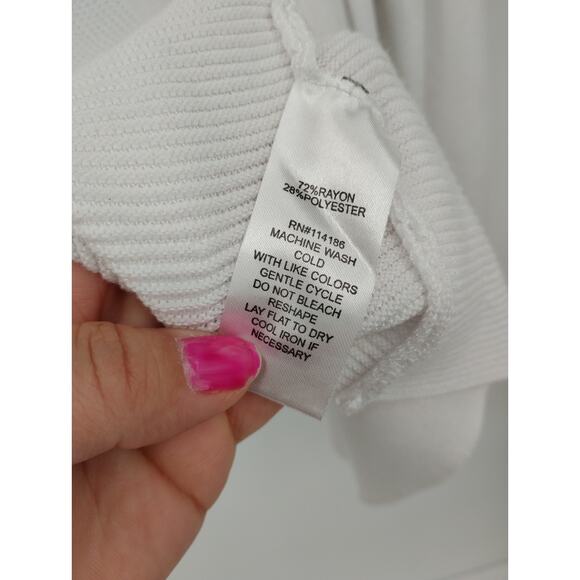 72%RAYON
28%POLYESTER
RN#114186
MACHINE WASH
COLD
WITH LIKE COLORS
GENTLE CYCLE
DO NOT BLEACH
RESHAPE
LAY FLAT TO DRY
COOL IRON IF
NECESSARY